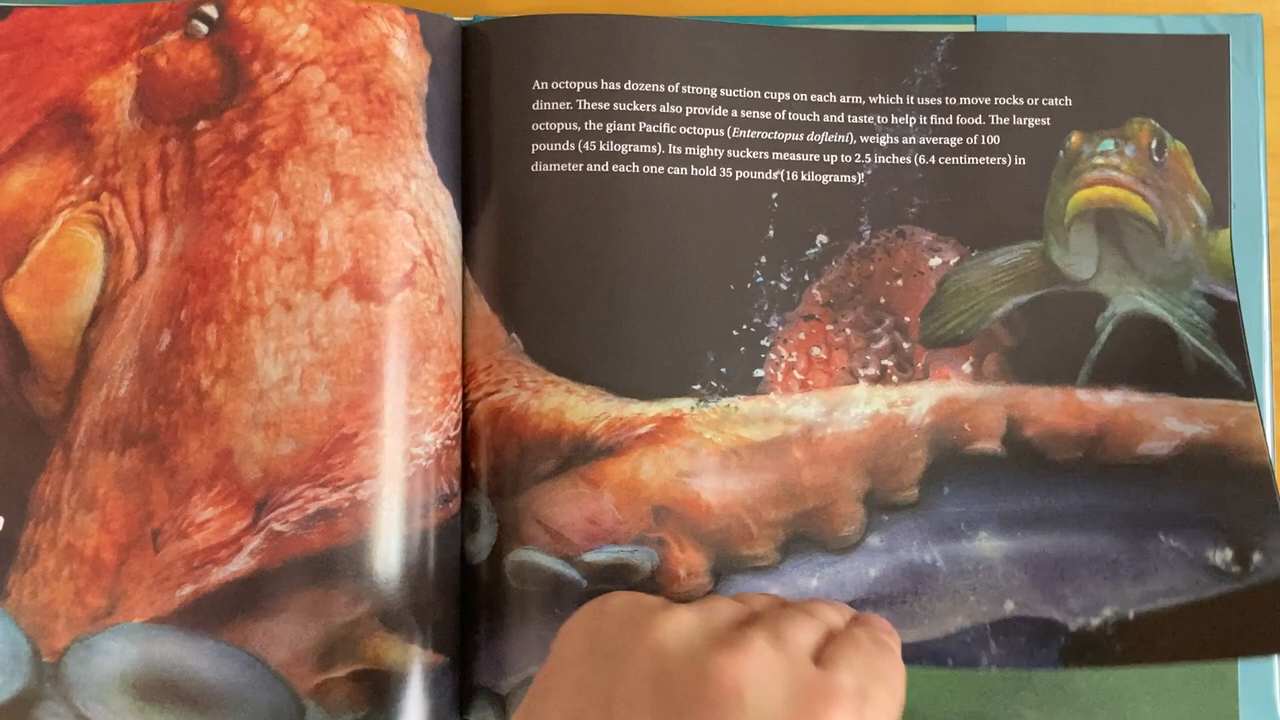 An octopus has dozens of strong suction cups on each arm, which it uses to move rocks or catch
dinner. These suckers also provide a sense of touch and taste to help it find food. The largest
octopus, the giant Pacific octopus (Enteroctopus dofleini), weighs an average of 100
pounds (45 kilograms). Its mighty suckers measure up to 2.5 inches (6.4 centimeters) in
diameter and each one can hold 35 pounds (16 kilograms)!